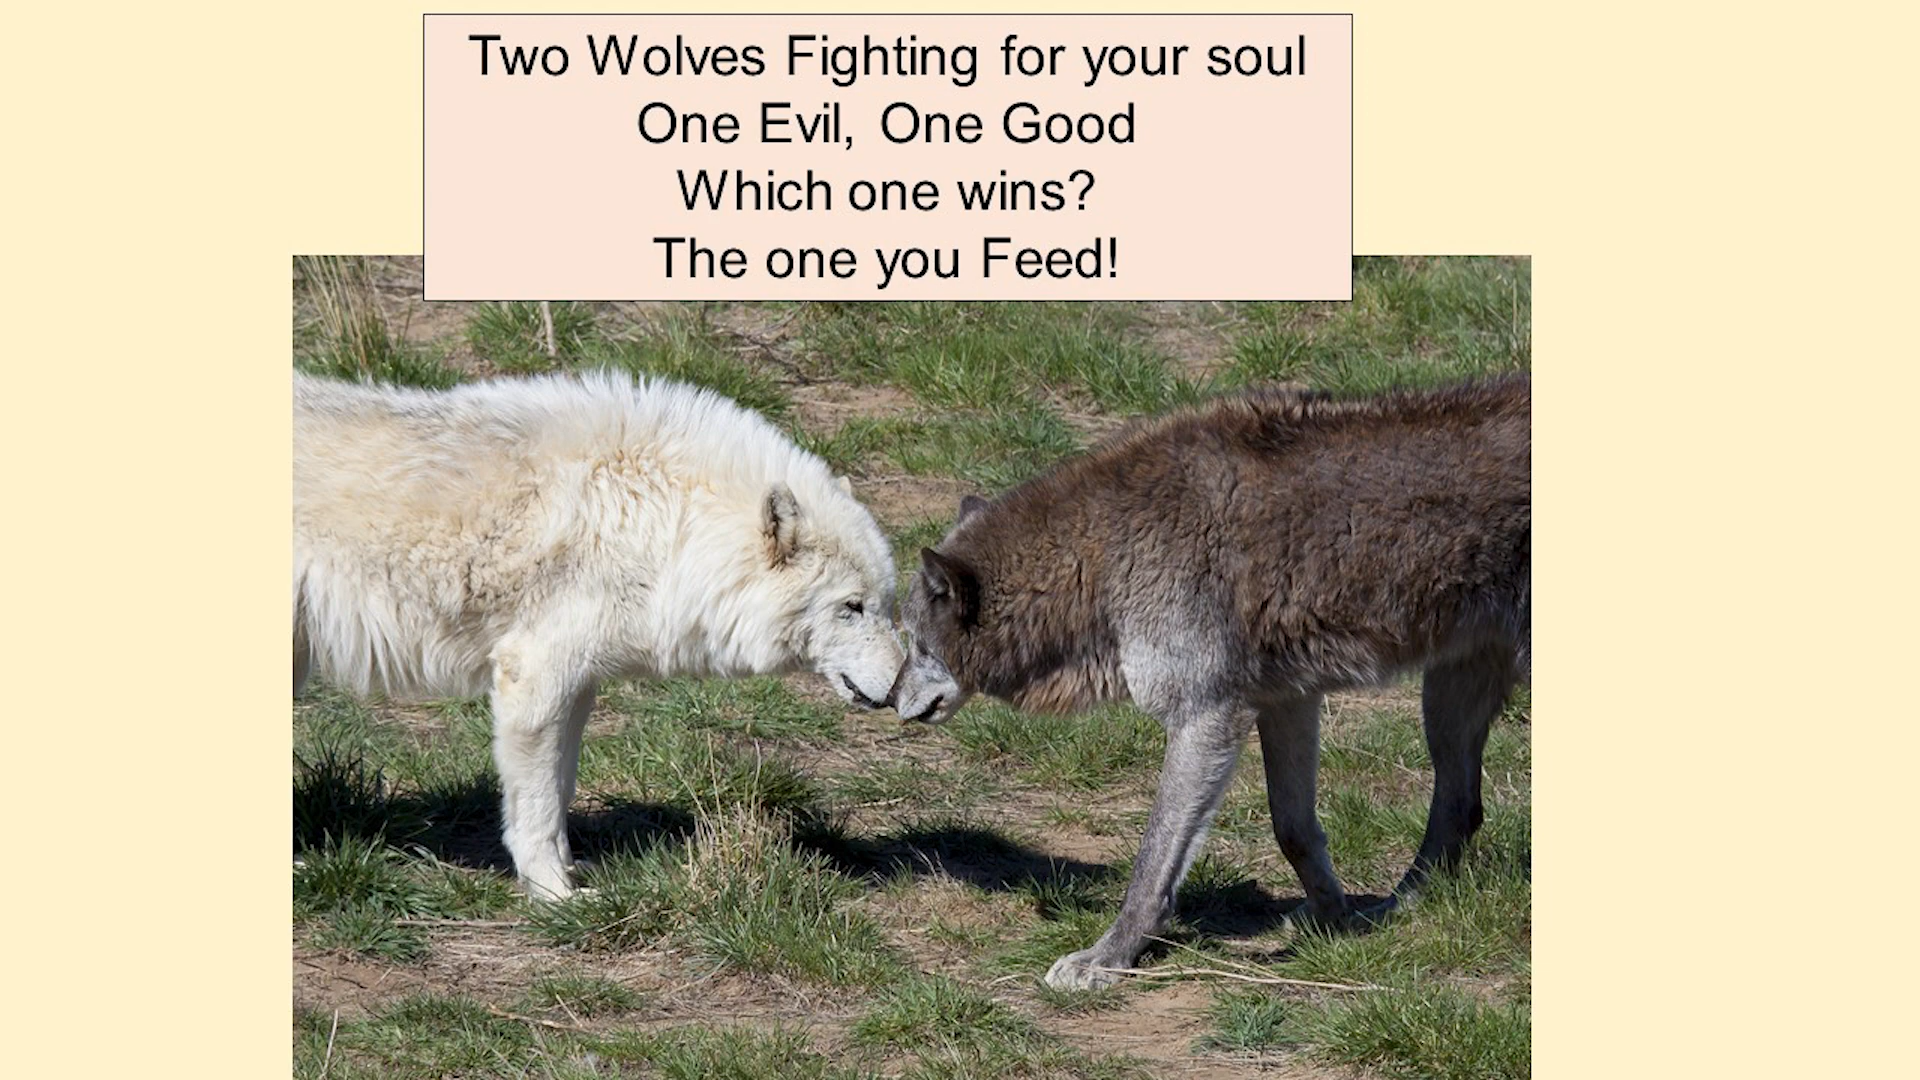 Two Wolves Fighting for your soul
One Evil, One Good
Which one wins?
The one you Feed!